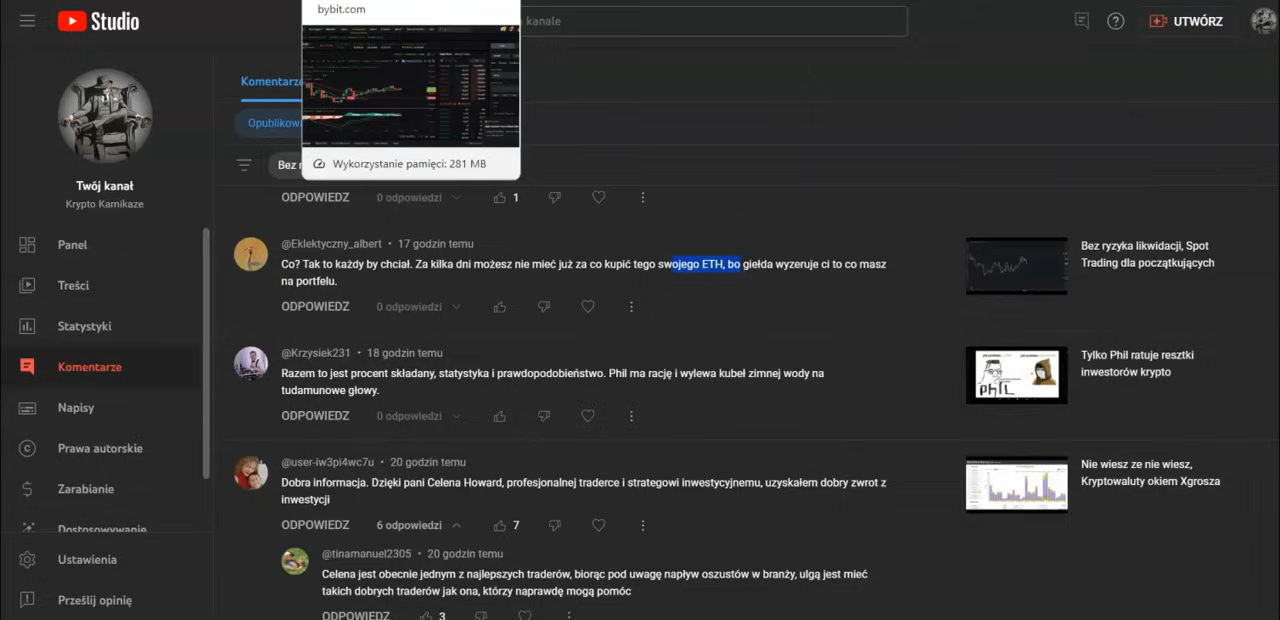 bybit.com
Studio
kanale
UTWÓRZ
Komentarze
Opublikow
Bez r
Wykorzystanie pamięci: 281 MB
Twój kanał
Krypto Kamikaze
Panel
Treści
Statystyki
Komentarze
Napisy
Prawa autorskie
Zarabianie
Dostosowywanie
Ustawienia
Prześlij opinię
ODPOWIEDZ 0 odpowiedzi 1
@Eklektyczny_albert • 17 godzin temu
Co? Tak to każdy by chciał. Za kilka dni możesz nie mieć już za co kupić tego swojego ETH, bo giełda wyzeruje ci to co masz
na portfelu.
ODPOWIEDZ 0 odpowiedzi
Bez ryzyka likwidacji, Spot
Trading dla początkujących
@Krzysiek231 • 18 godzin temu
Razem to jest procent składany, statystyka i prawdopodobieństwo. Phil ma rację i wylewa kubeł zimnej wody na
tudamunowe głowy.
ODPOWIEDZ 0 odpowiedzi
PhIL
Tylko Phil ratuje resztki
inwestorów krypto
@user-iw3pi4wc7u • 20 godzin temu
Dobra informacja. Dzięki pani Celena Howard, profesjonalnej traderce i strategowi inwestycyjnemu, uzyskałem dobry zwrot z
inwestycji
ODPOWIEDZ 6 odpowiedzi 7
Nie wiesz ze nie wiesz,
Kryptowaluty okiem Xgrosza
@tinamanuel2305 • 20 godzin temu
Celena jest obecnie jednym z najlepszych traderów, biorąc pod uwagę napływ oszustów w branży, ulgą jest mieć
takich dobrych traderów jak ona, którzy naprawdę mogą pomóc
ODPOWIEDZ 3